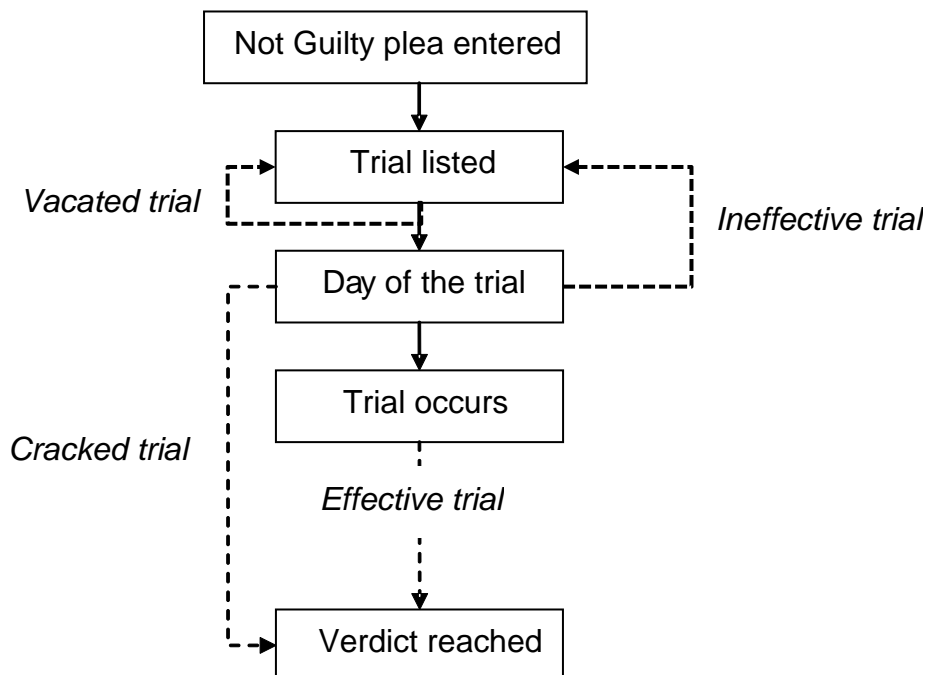 Not Guilty plea entered
Trial listed
Vacated trial
Ineffective trial
Day of the trial
Trial occurs
Cracked trial
Effective trial
Verdict reached